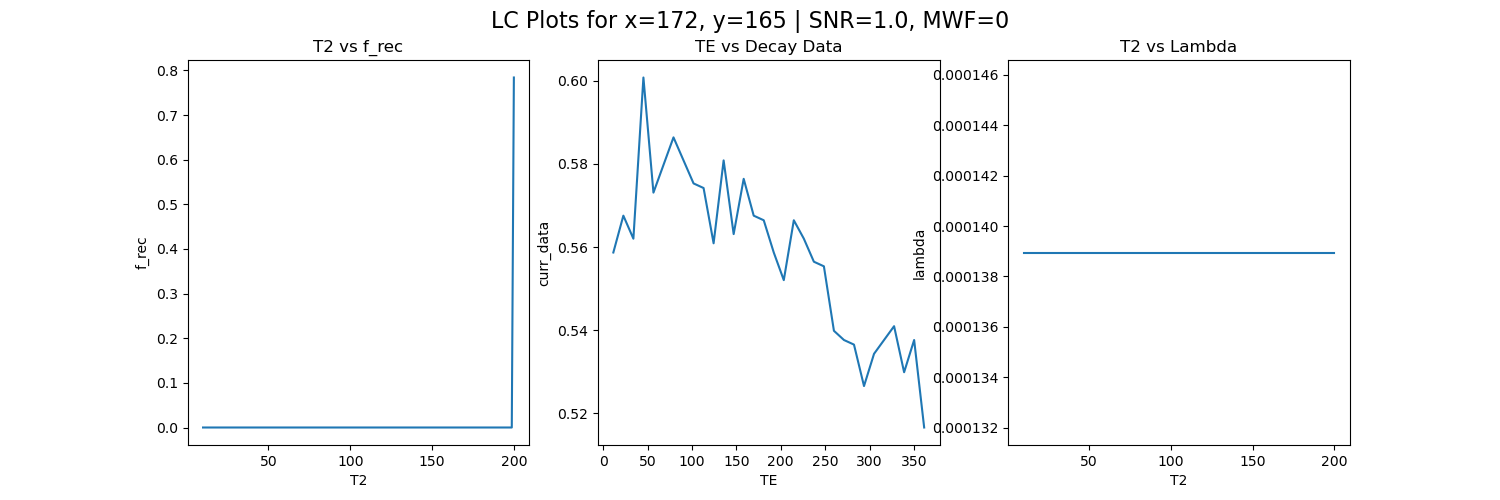 LC Plots for x=172, y=165 | SNR=1.0, MWF=0
T2 vs f_rec
0.8
0.7
0.6
0.5
0.4
0.3
0.2
0.1
0.0
f_rec
50 100 150 200
T2
TE vs Decay Data
0.60
0.58
0.56
0.54
0.52
curr_data
0 50 100 150 200 250 300 350
TE
T2 vs Lambda
0.000146
0.000144
0.000142
0.000140
0.000138
0.000136
0.000134
0.000132
lambda
50 100 150 200
T2